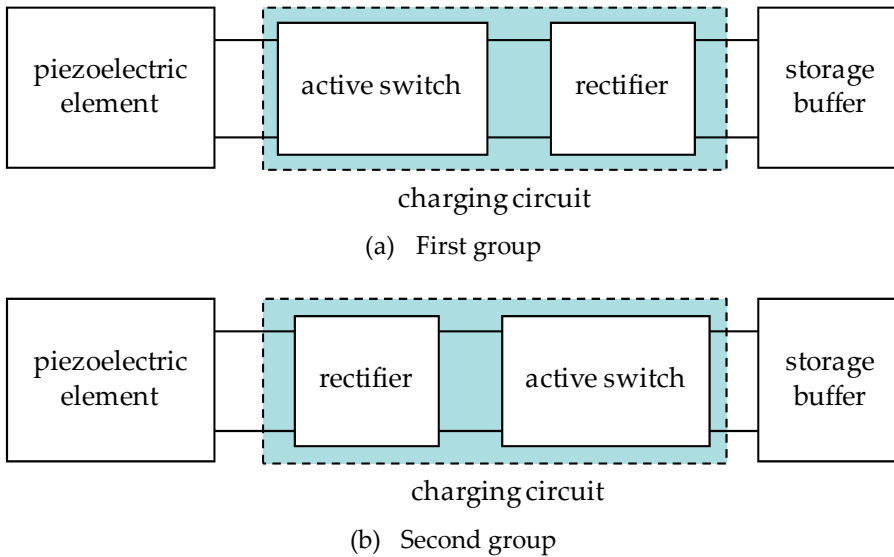 piezoelectric
element
active switch
rectifier
storage
buffer
charging circuit
(a) First group
piezoelectric
element
rectifier
active switch
storage
buffer
charging circuit
(b) Second group